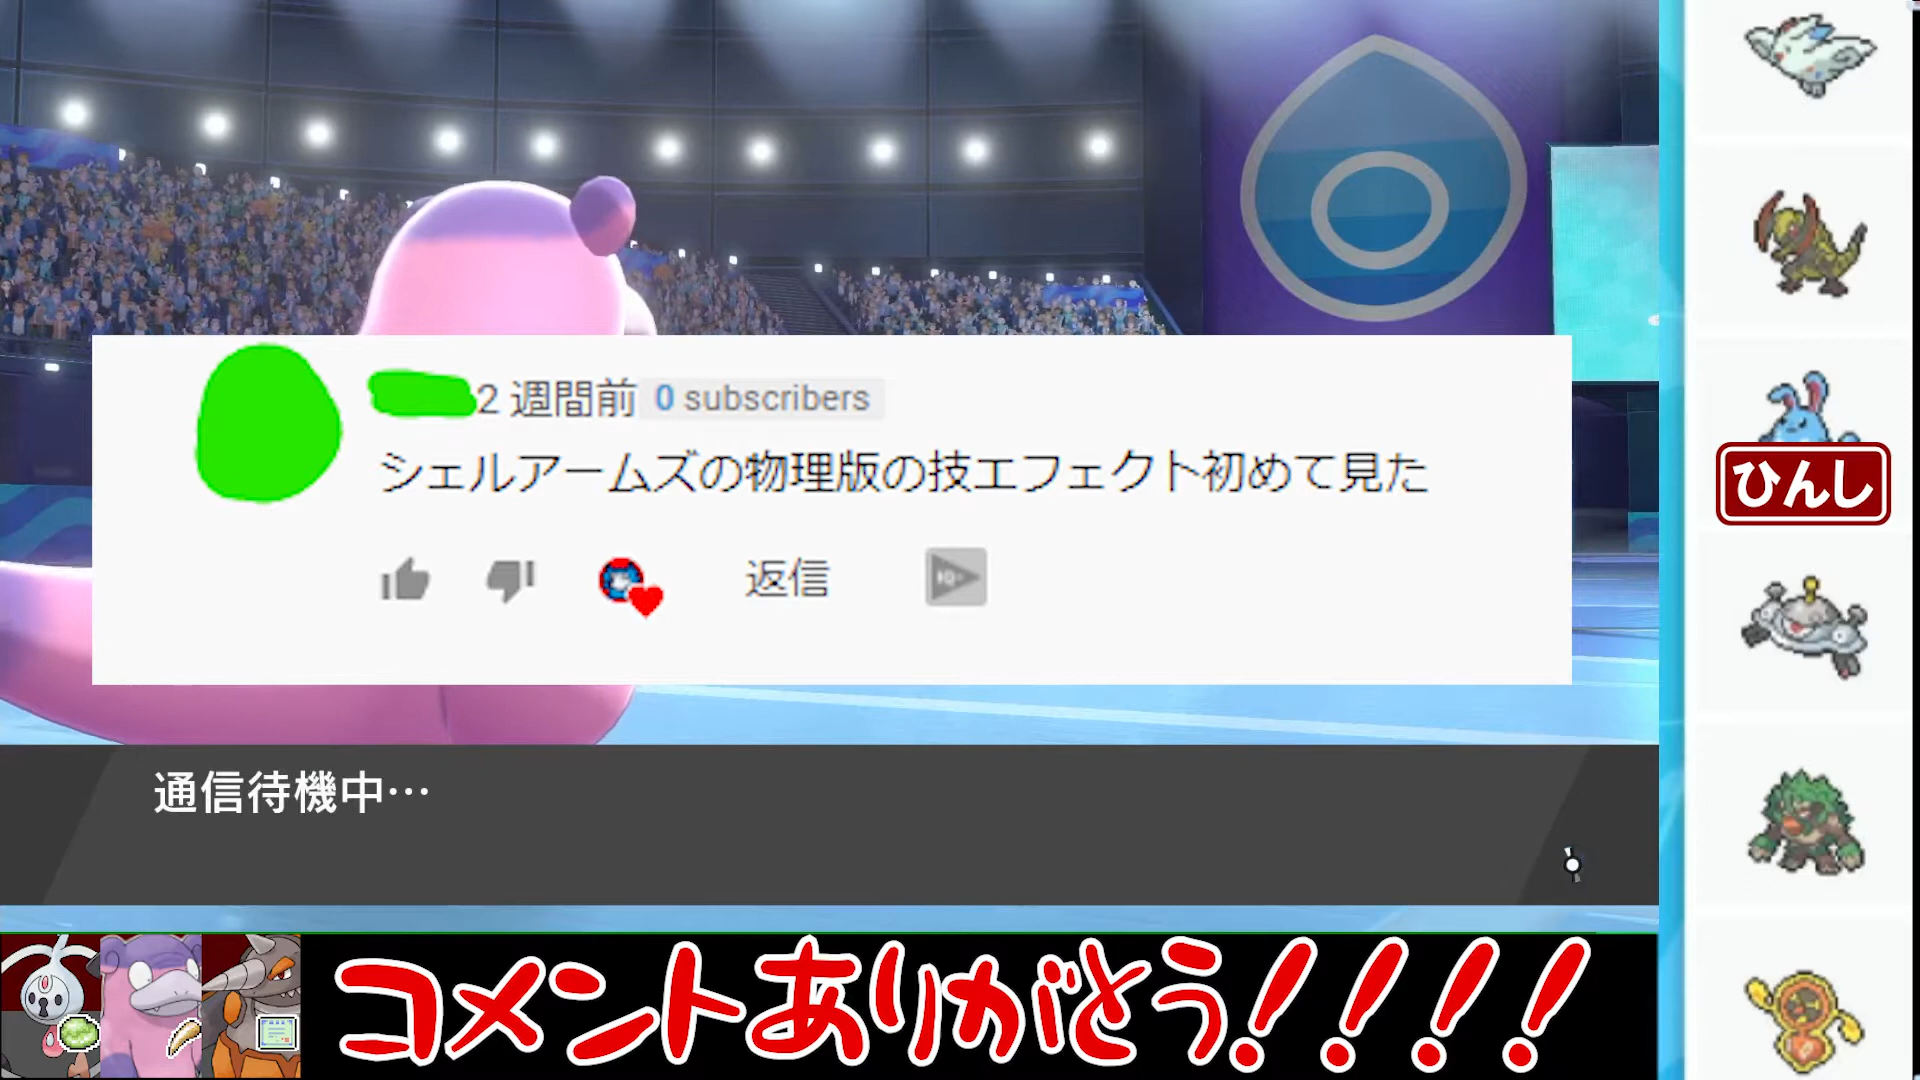 2 週間前 0 subscribers
シェルアームズの物理版の技エフェクト初めて見た
返信
ひんし
通信待機中…
コメントありがとう！！！！